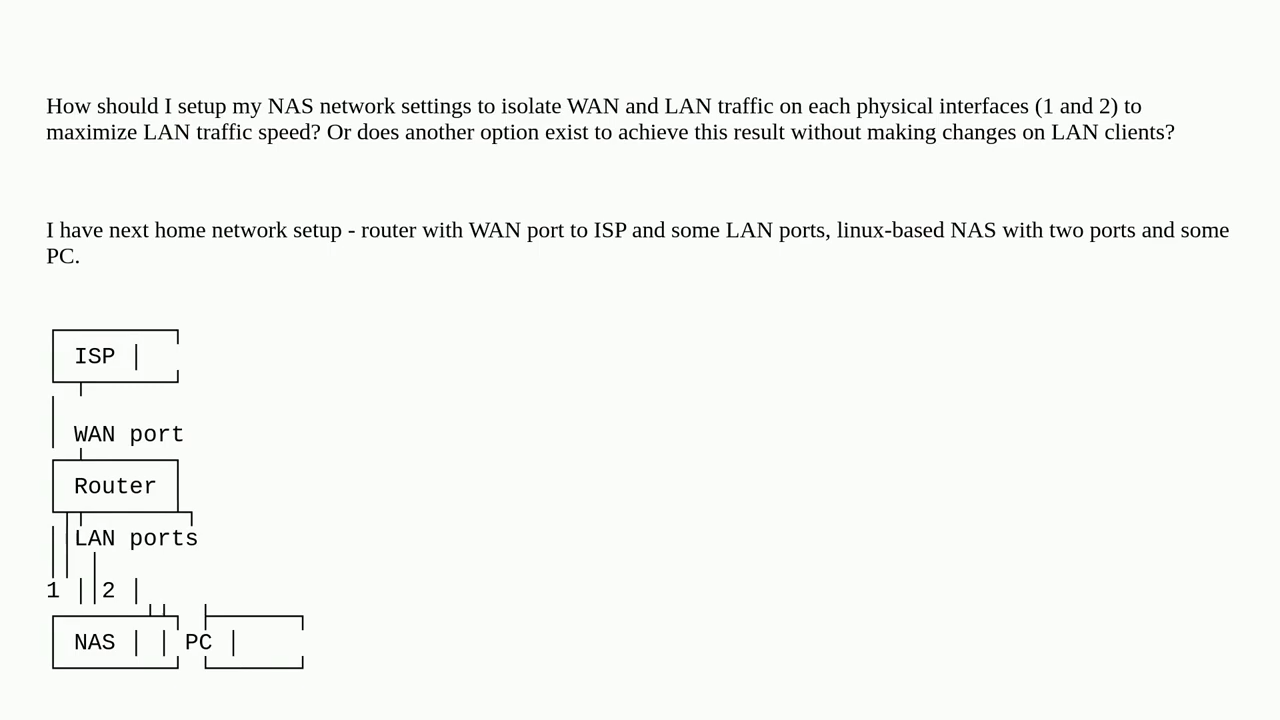 How should I setup my NAS network settings to isolate WAN and LAN traffic on each physical interfaces (1 and 2) to
maximize LAN traffic speed? Or does another option exist to achieve this result without making changes on LAN clients?
I have next home network setup - router with WAN port to ISP and some LAN ports, linux-based NAS with two ports and some
PC.
ISP
WAN port
Router
LAN ports
1 2
NAS PC